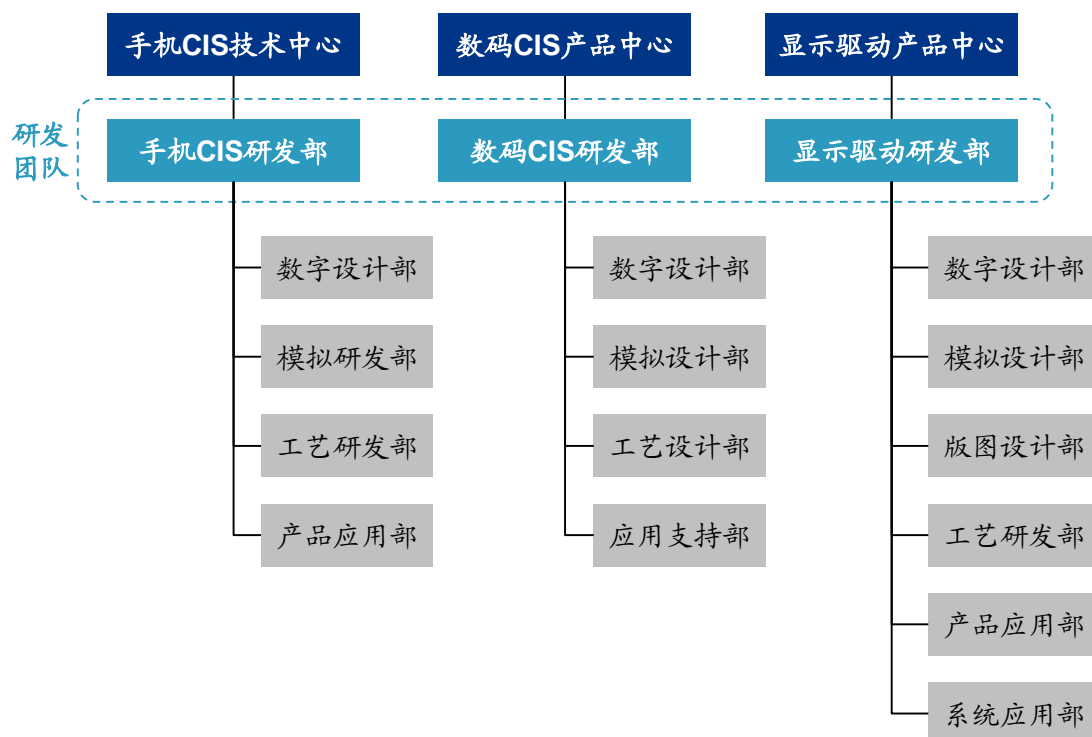 手机CIS技术中心
数码CIS产品中心
显示驱动产品中心
研发
团队
手机CIS研发部
数码CIS研发部
显示驱动研发部
数字设计部
数字设计部
数字设计部
模拟研发部
模拟设计部
模拟设计部
工艺研发部
工艺设计部
版图设计部
产品应用部
应用支持部
工艺研发部
产品应用部
系统应用部